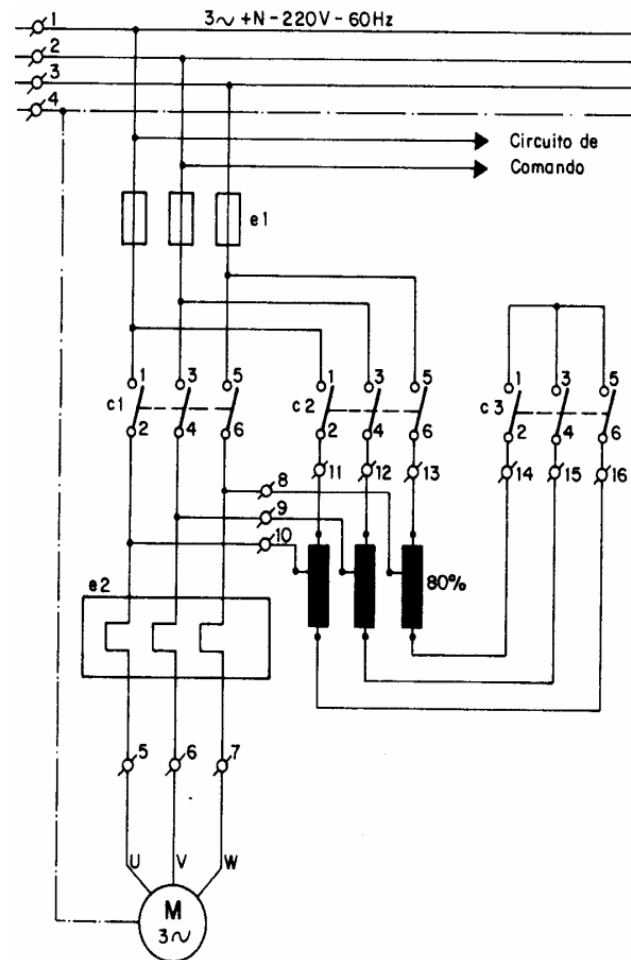 1 3∿ +N-220V-60Hz
2
3
4
Circuito de
Comando
e1
1 3 5 1 3 5 1 3 5
c1 c2 c3
2 4 6 2 4 6 2 4 6
8 11 12 13 14 15 16
9
10
e2 80%
5 6 7
U V W
M
3∿